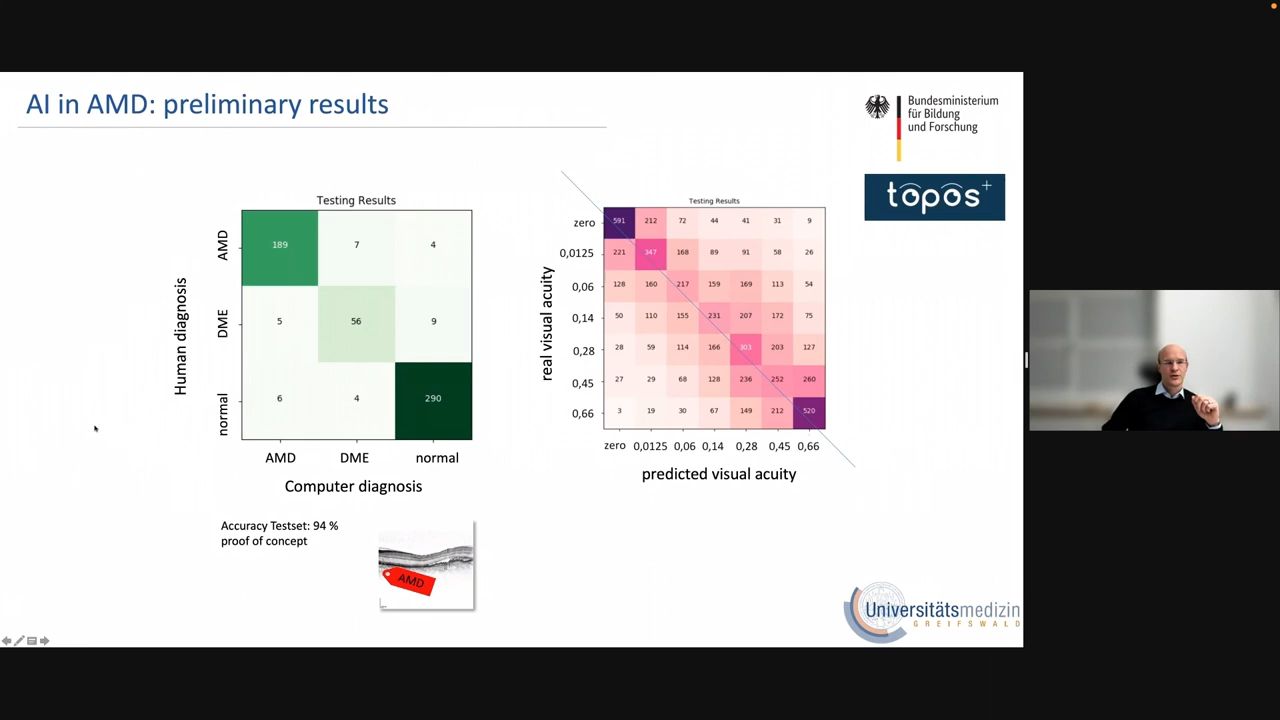 AI in AMD: preliminary results
Bundesministerium
für Bildung
und Forschung
topos+
Testing Results
Human diagnosis
AMD
189 7 4
DME
5 56 9
normal
6 4 290
AMD DME normal
Computer diagnosis
Accuracy Testset: 94 %
proof of concept
AMD
Testing Results
real visual acuity
zero 591 212 72 44 41 31 9
0,0125 221 347 168 89 91 58 26
0,06 128 160 217 159 169 113 54
0,14 50 110 155 231 207 172 75
0,28 28 59 114 166 303 203 127
0,45 27 29 68 128 236 252 260
0,66 3 19 30 67 149 212 520
zero 0,0125 0,06 0,14 0,28 0,45 0,66
predicted visual acuity
Universitätsmedizin
GREIFSWALD